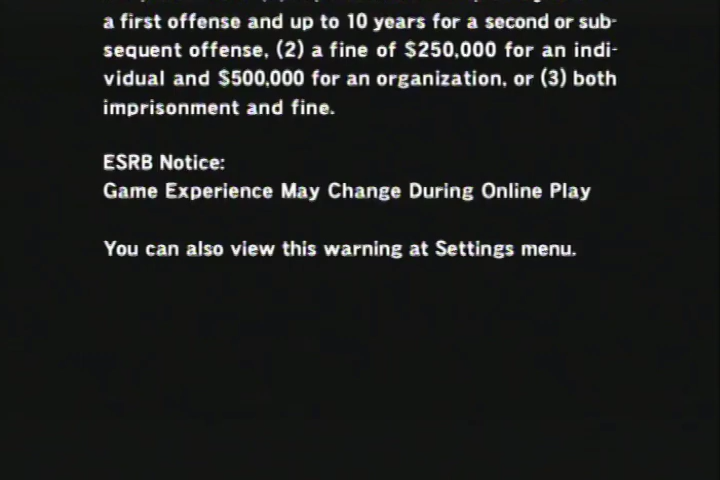 a first offense and up to 10 years for a second or sub-
sequent offense, (2) a fine of $250,000 for an indi-
vidual and $500,000 for an organization, or (3) both
imprisonment and fine.
ESRB Notice:
Game Experience May Change During Online Play
You can also view this warning at Settings menu.